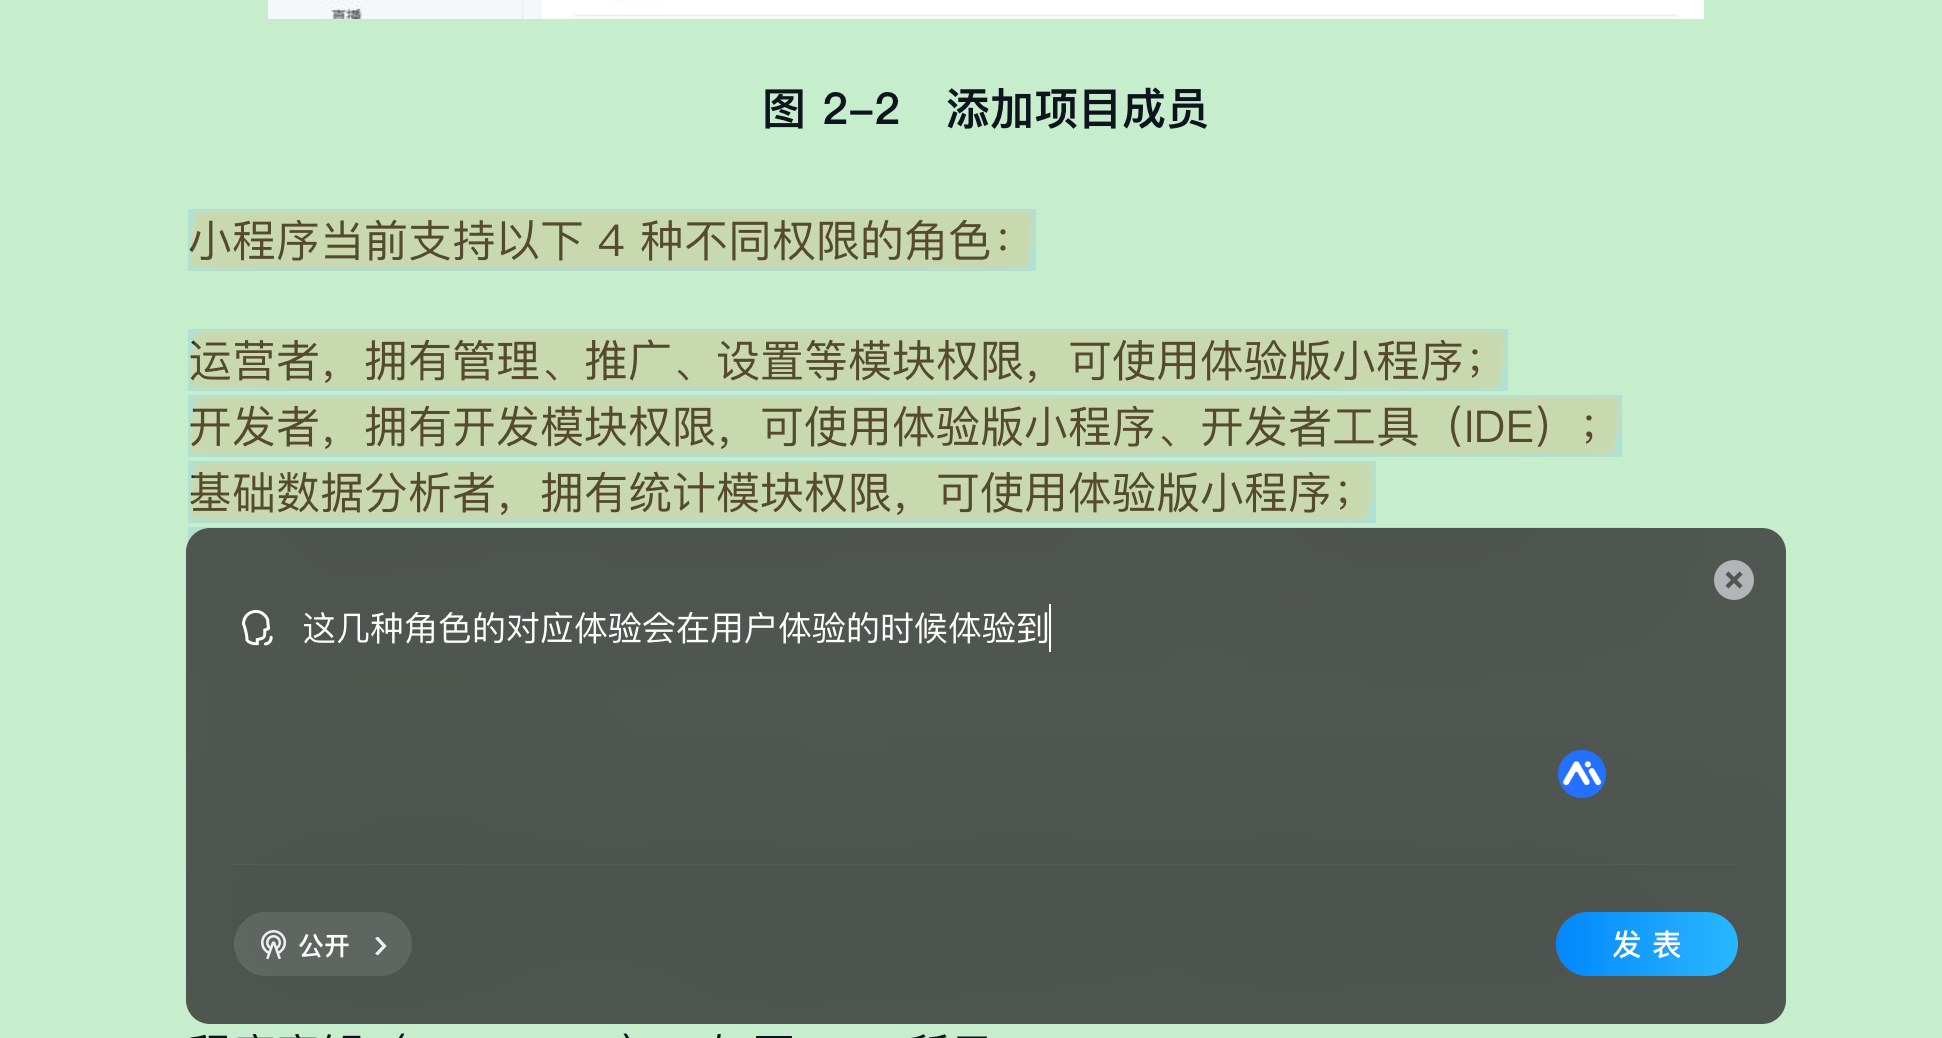 直播
图 2-2 添加项目成员
小程序当前支持以下 4 种不同权限的角色：
运营者，拥有管理、推广、设置等模块权限，可使用体验版小程序；
开发者，拥有开发模块权限，可使用体验版小程序、开发者工具（IDE）；
基础数据分析者，拥有统计模块权限，可使用体验版小程序；
这几种角色的对应体验会在用户体验的时候体验到
公开
发表